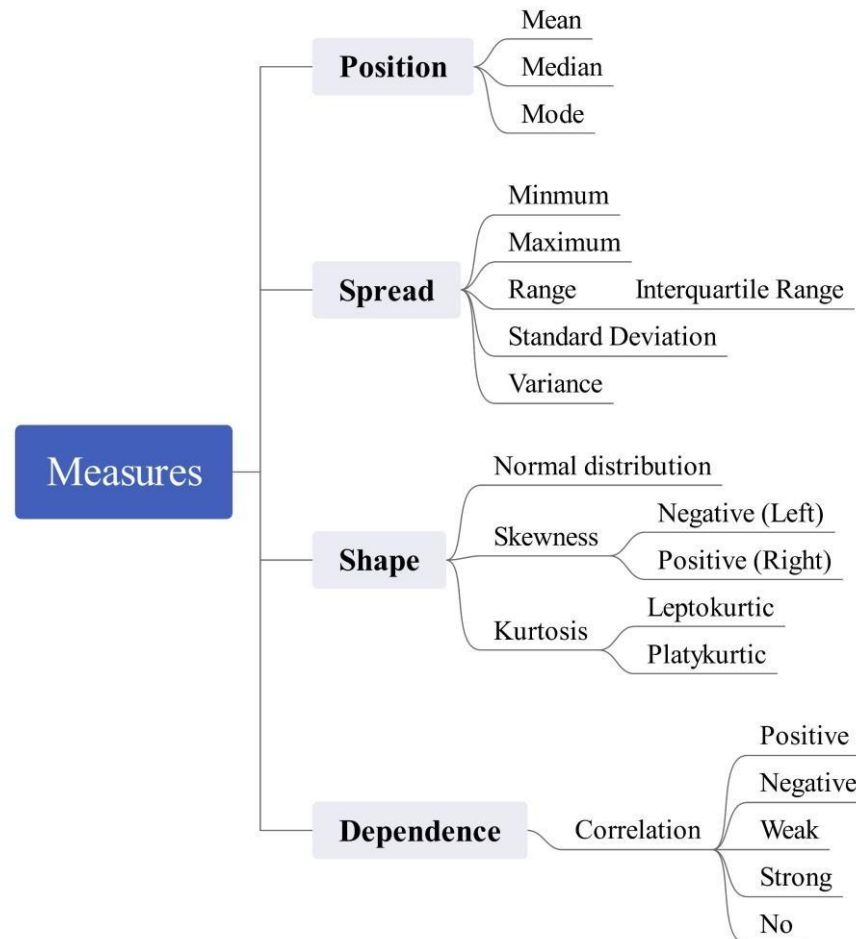 Measures
Position
Mean
Median
Mode
Spread
Minmum
Maximum
Range
Interquartile Range
Standard Deviation
Variance
Shape
Normal distribution
Skewness
Negative (Left)
Positive (Right)
Kurtosis
Leptokurtic
Platykurtic
Dependence
Correlation
Positive
Negative
Weak
Strong
No